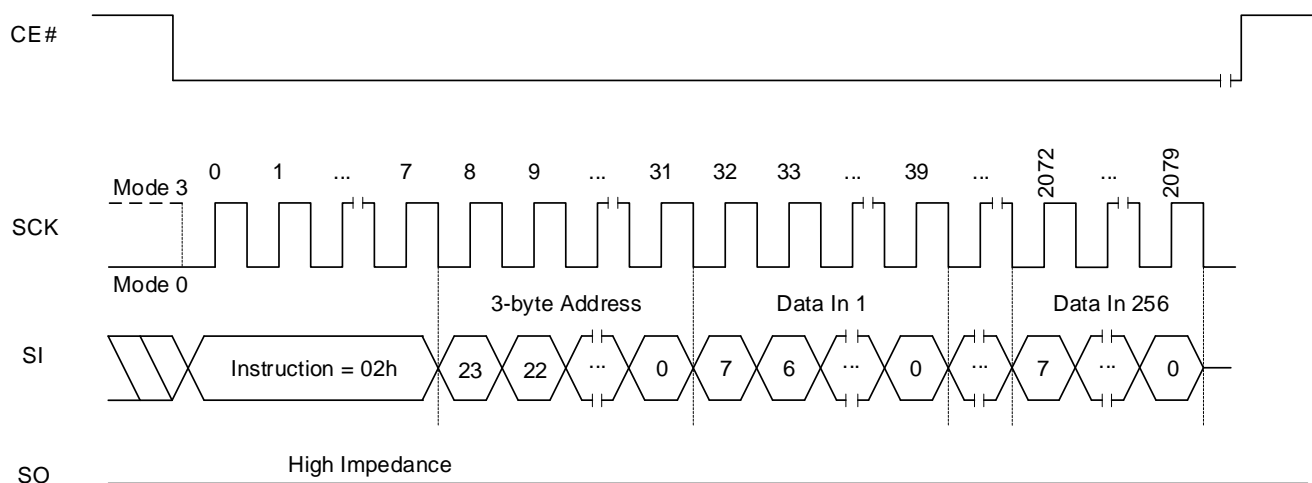 CE#
0 1 ... 7 8 9 ... 31 32 33 ... 39 ... 2072 ... 2079
Mode 3
SCK
Mode 0
3-byte Address Data In 1 Data In 256
SI Instruction = 02h 23 22 ... 0 7 6 ... 0 ... 7 ... 0
High Impedance
SO